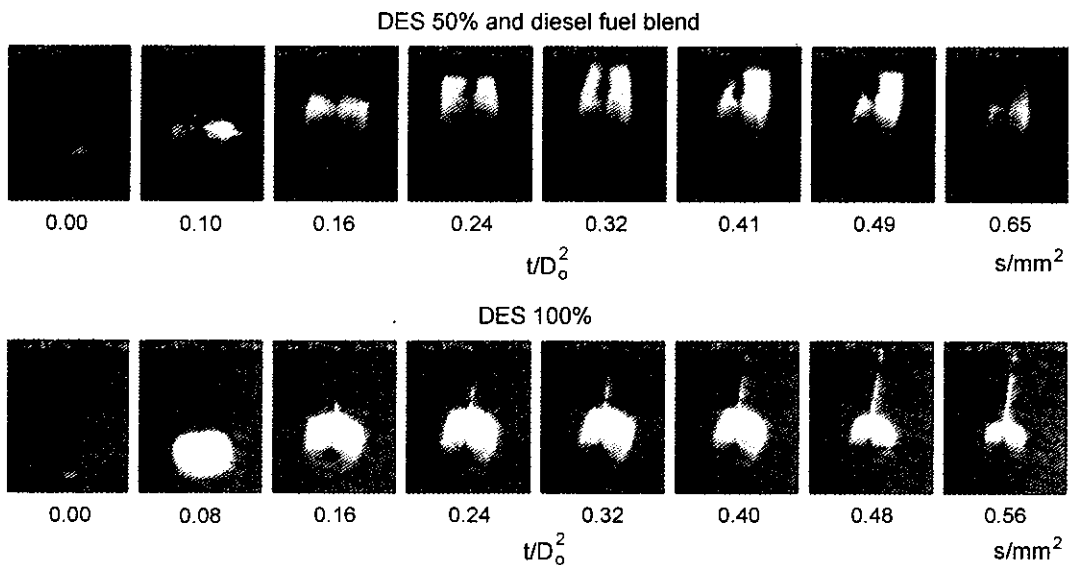 DES 50% and diesel fuel blend
0.00 0.10 0.16 0.24 0.32 0.41 0.49 0.65
t/D_o^2 s/mm^2
DES 100%
0.00 0.08 0.16 0.24 0.32 0.40 0.48 0.56
t/D_o^2 s/mm^2